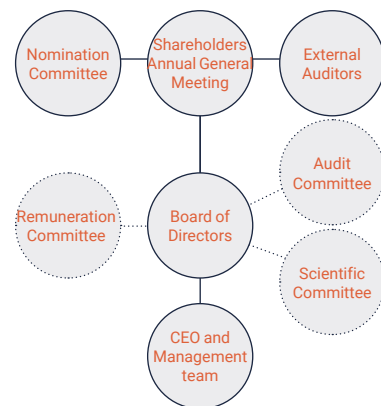 Nomination
Committee
Shareholders
Annual General
Meeting
External
Auditors
Audit
Committee
Remuneration
Committee
Board of
Directors
Scientific
Committee
CEO and
Management
team